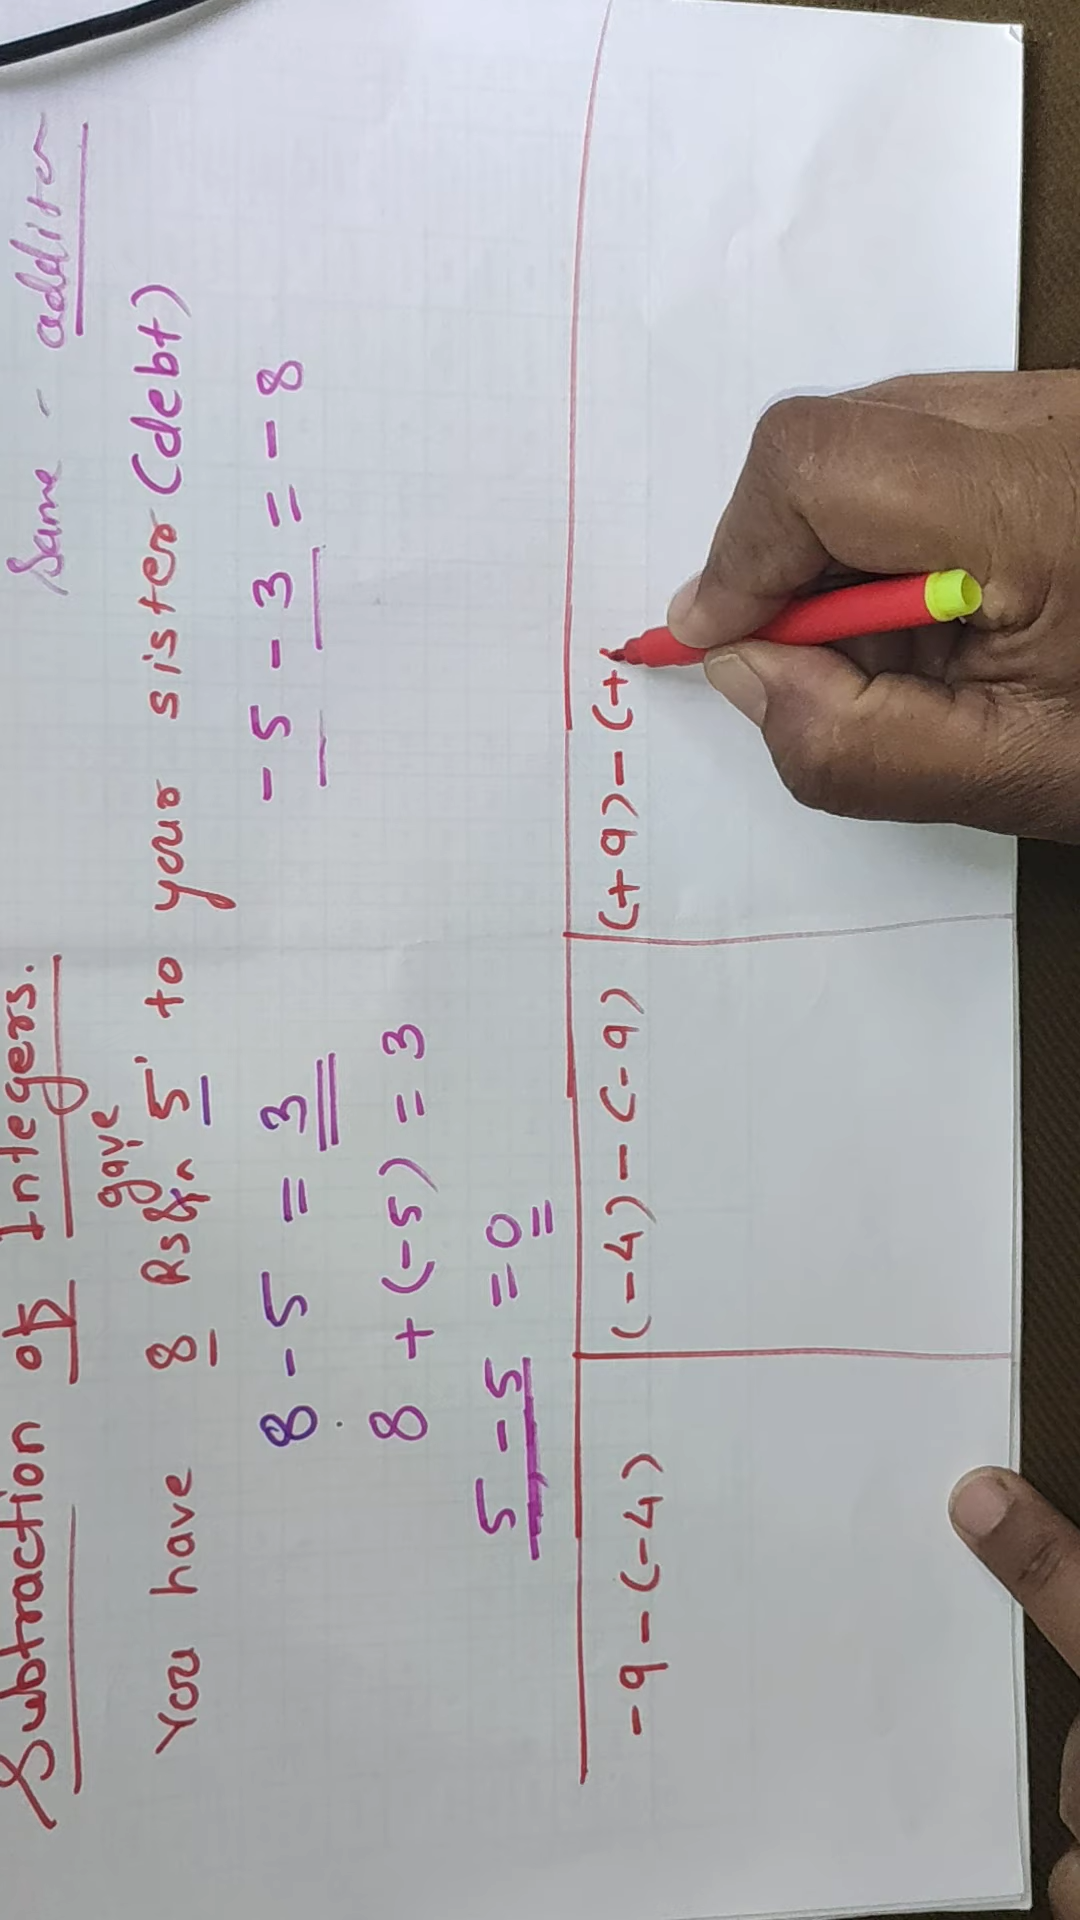 Same - additon
Subtraction of Integers.
gave
You have 8 Rs & 5 to your sister (debt)
8 - 5 = 3
- 5 - 3 = - 8
8 + (-5) = 3
5 - 5 = 0
- 9 - (-4)
(-4) - (-9)
(+9) - (+